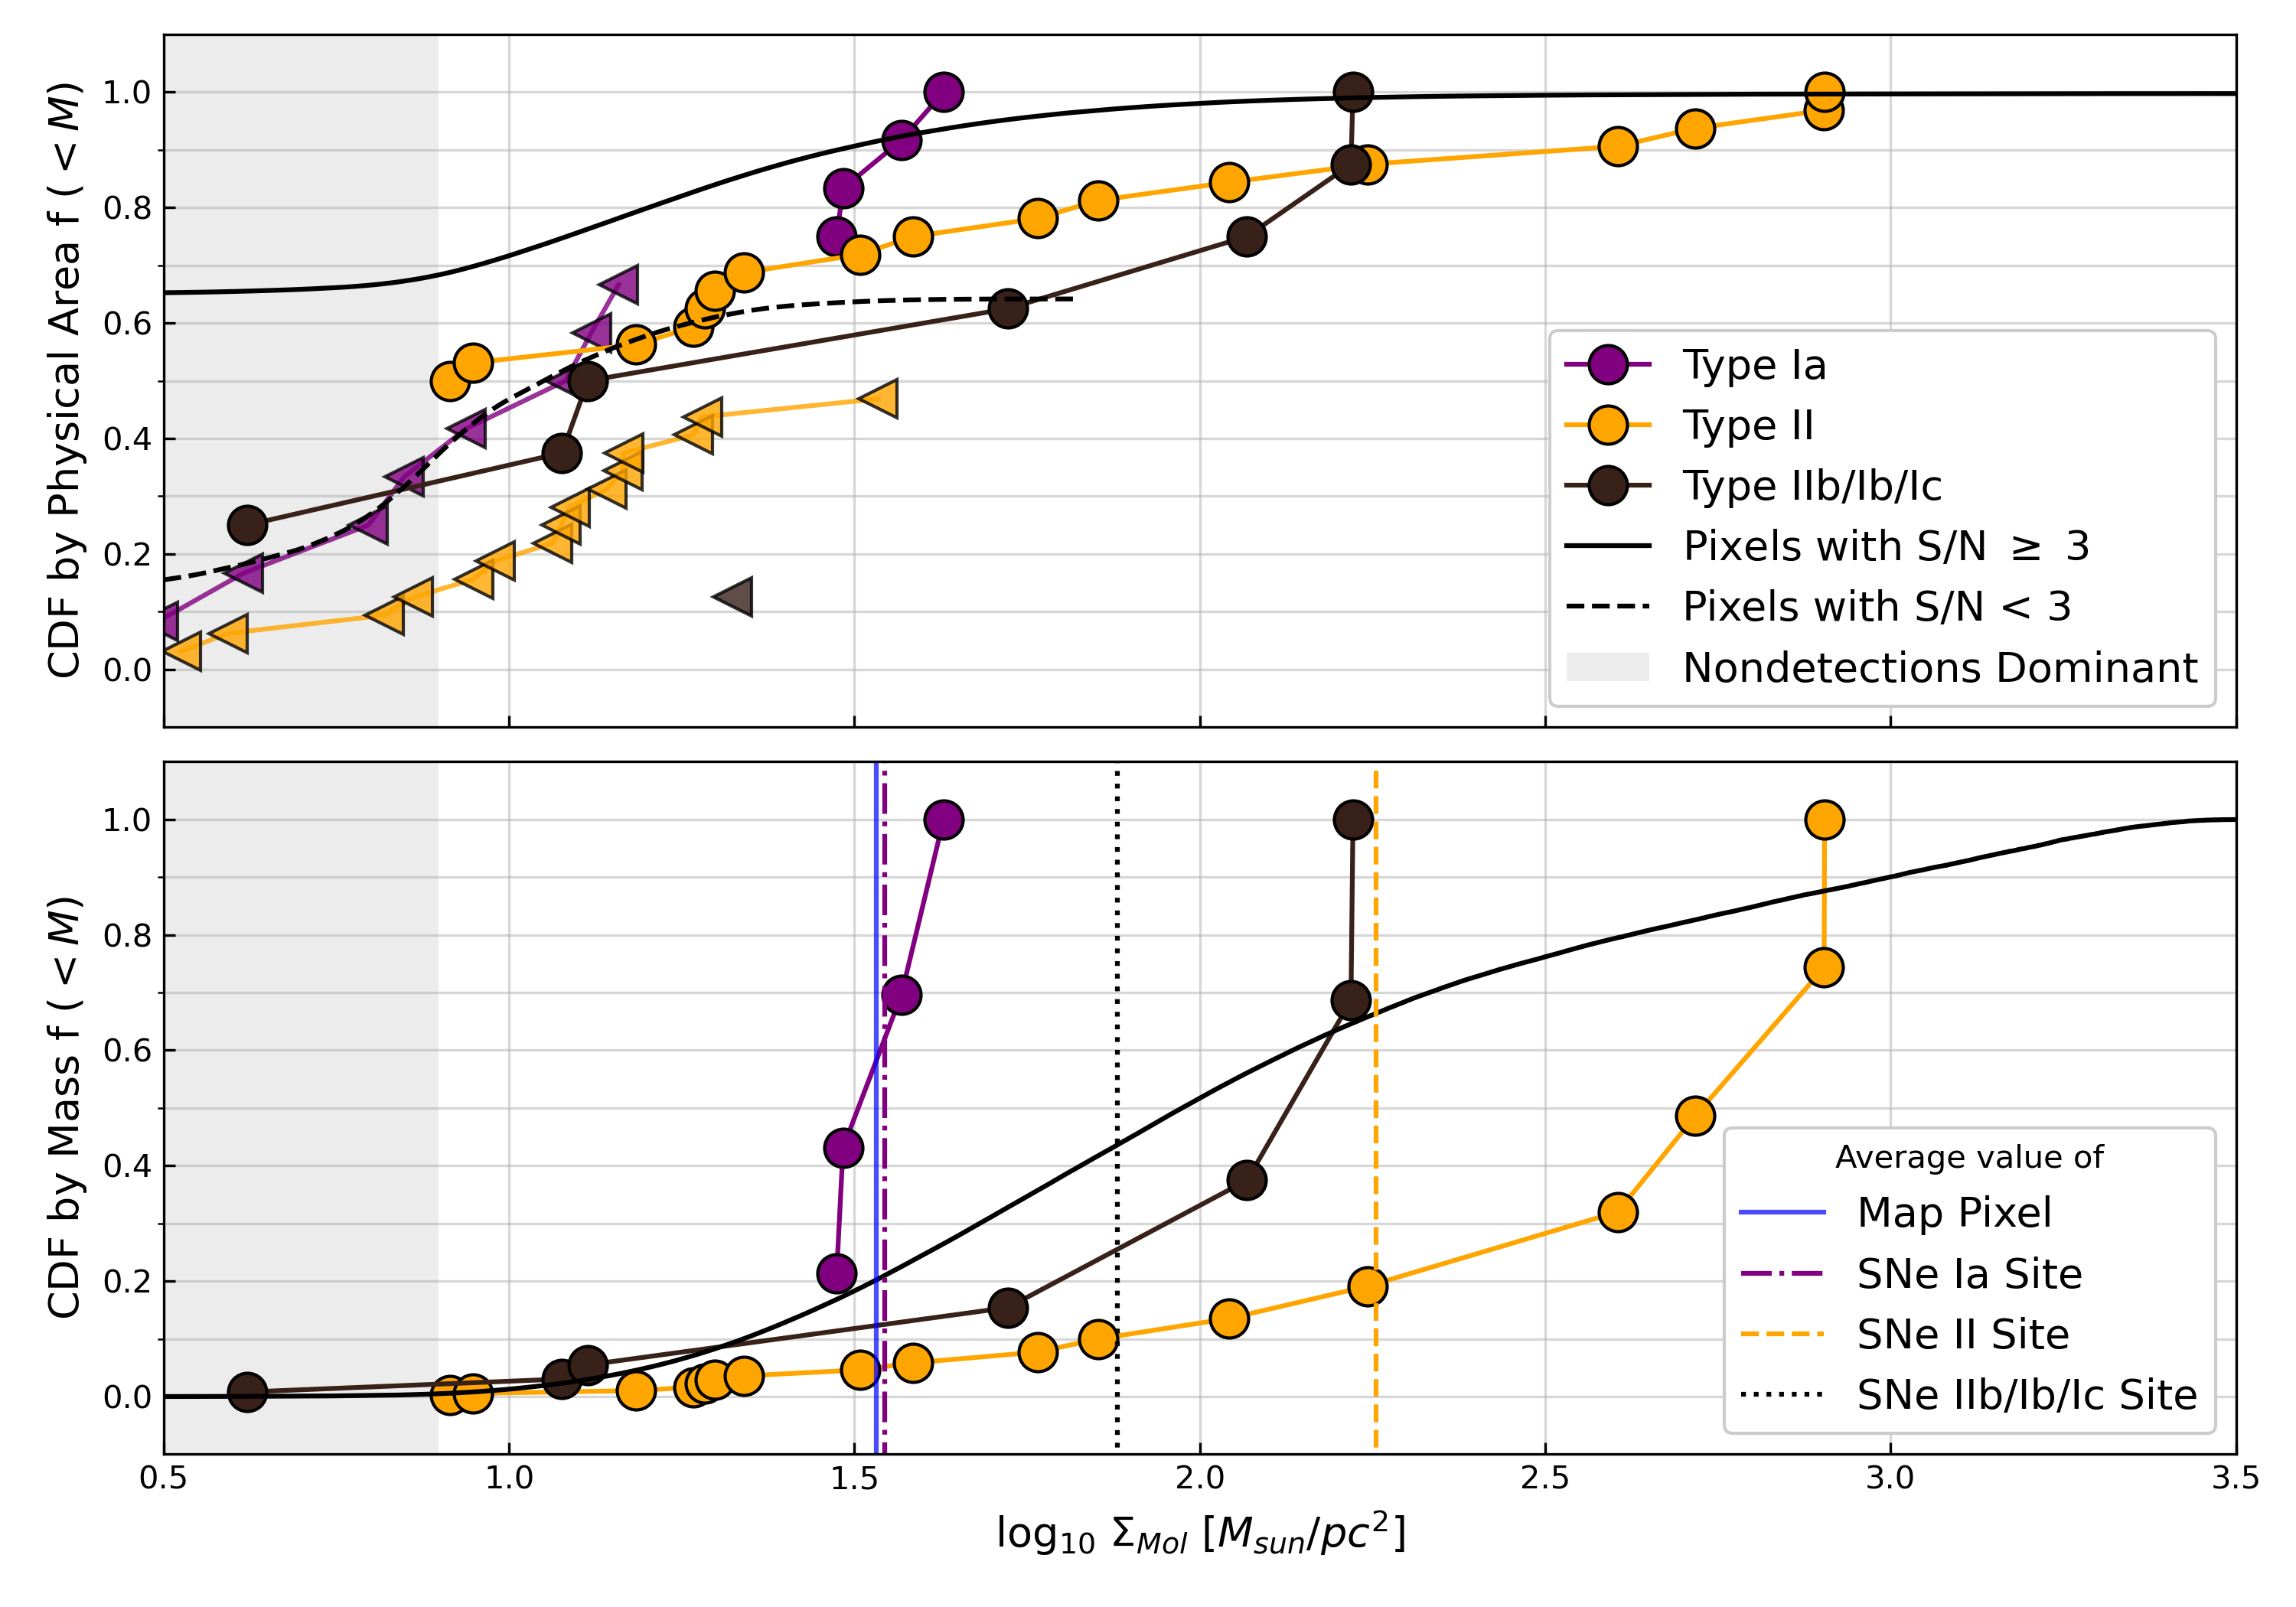 CDF by Physical Area f ( < M)
1.0
0.8
0.6
0.4
0.2
0.0
Type Ia
Type II
Type IIb/Ib/Ic
Pixels with S/N ≥ 3
Pixels with S/N < 3
Nondetections Dominant
CDF by Mass f ( < M)
1.0
0.8
0.6
0.4
0.2
0.0
Average value of
Map Pixel
SNe Ia Site
SNe II Site
SNe IIb/Ib/Ic Site
0.5 1.0 1.5 2.0 2.5 3.0 3.5
log₁₀ Σ_Mol [M_sun/pc²]